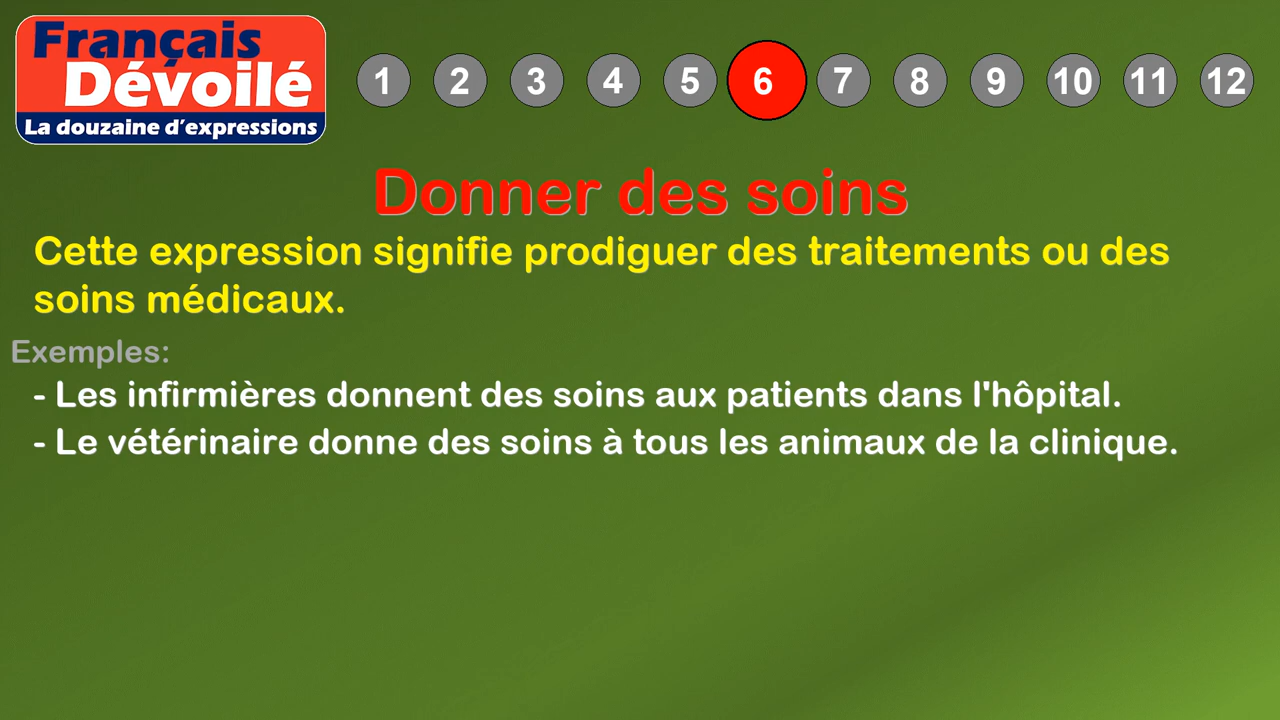 Français
Dévoilé
La douzaine d'expressions
1 2 3 4 5 6 7 8 9 10 11 12
Donner des soins
Cette expression signifie prodiguer des traitements ou des
soins médicaux.
Exemples:
- Les infirmières donnent des soins aux patients dans l'hôpital.
- Le vétérinaire donne des soins à tous les animaux de la clinique.